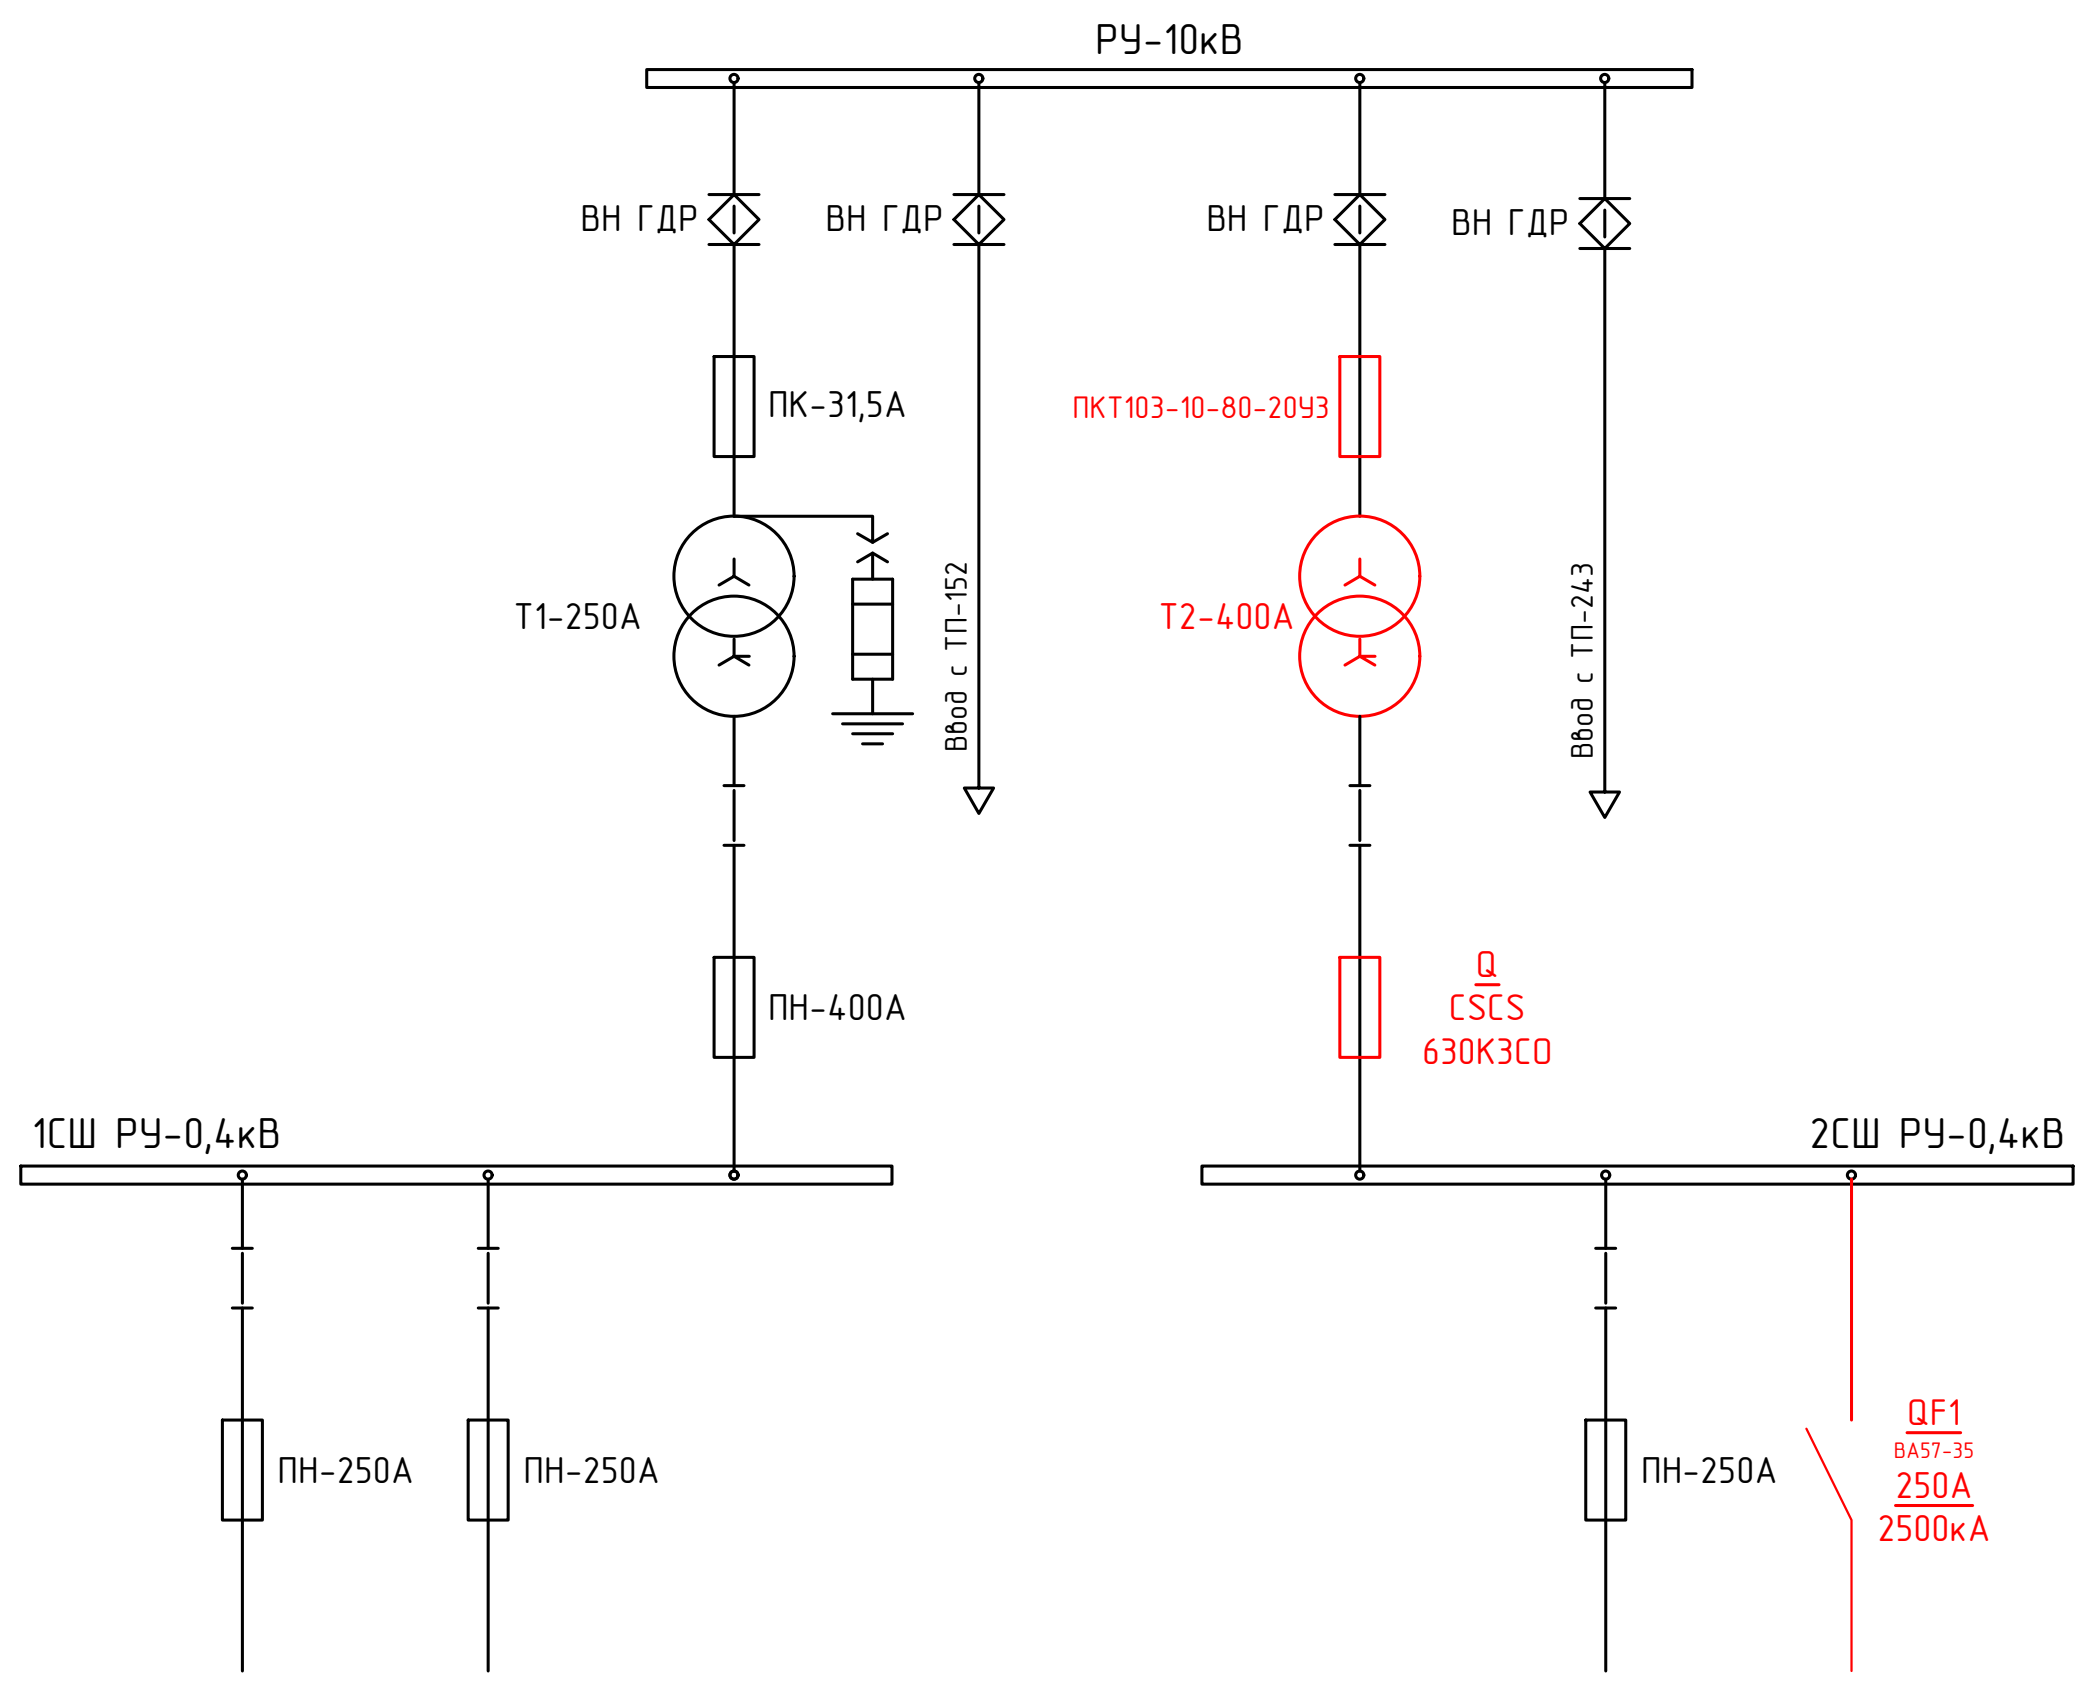 РУ-10кВ
ВН ГДР
ВН ГДР
ВН ГДР
ВН ГДР
ПК-31,5А
ПКТ103-10-80-20У3
Т1-250А
Ввод с ТП-152
Т2-400А
Ввод с ТП-243
ПН-400А
Q
CSCS
630К3СО
1СШ РУ-0,4кВ
2СШ РУ-0,4кВ
ПН-250А
ПН-250А
ПН-250А
QF1
ВА57-35
250А
2500кА